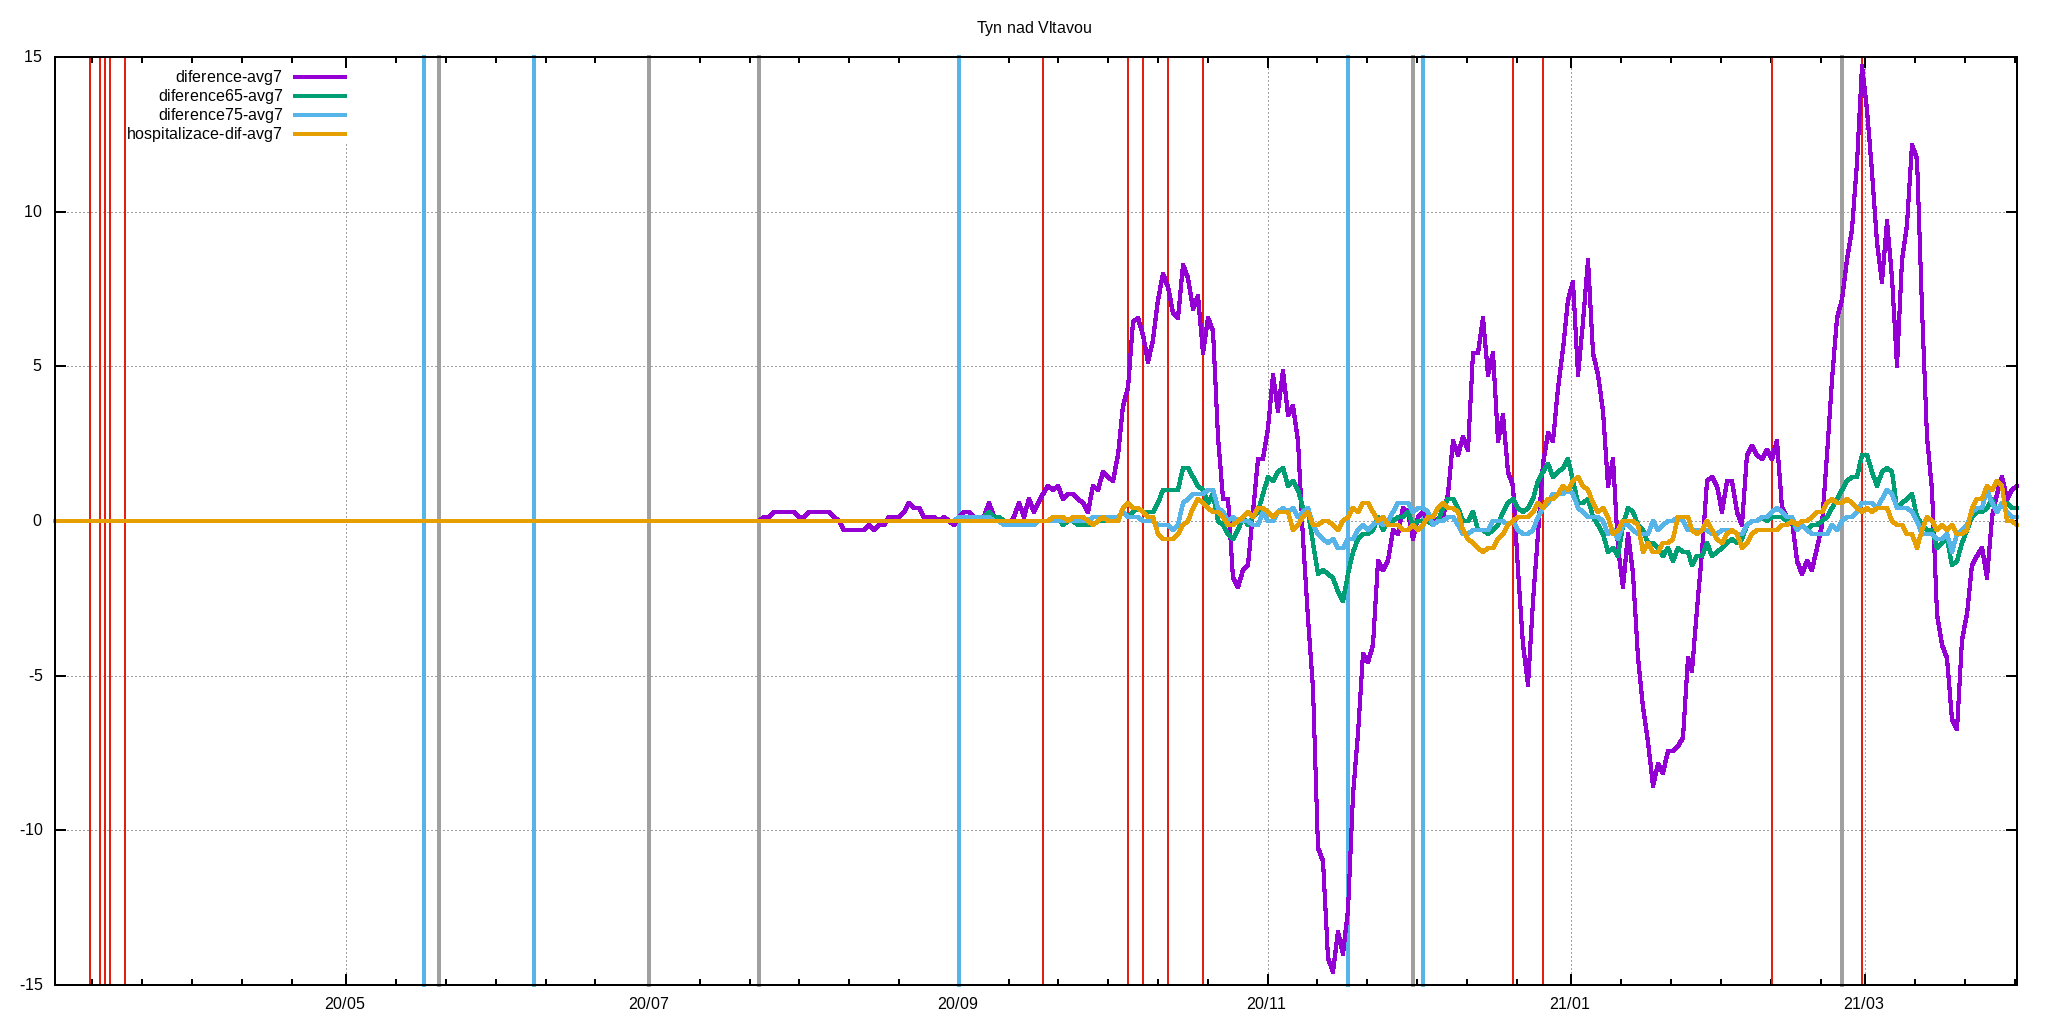 Tyn nad Vltavou
diference-avg7
diference65-avg7
diference75-avg7
hospitalizace-dif-avg7
15
10
5
0
-5
-10
-15
20/05 20/07 20/09 20/11 21/01 21/03